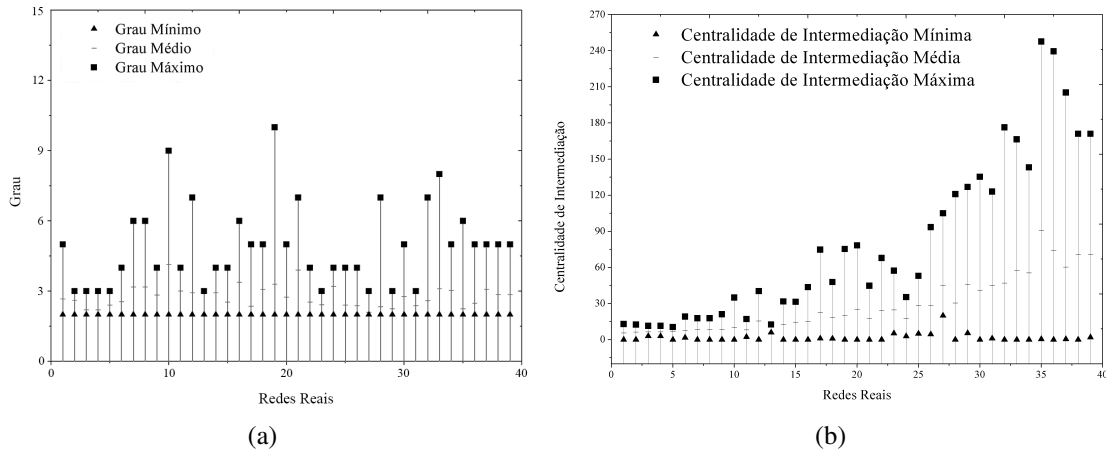 15
12
9
6
3
0
Grau
Grau Mínimo
Grau Médio
Grau Máximo
0 10 20 30 40
Redes Reais
(a)
270
240
210
180
150
120
90
60
30
0
Centralidade de Intermediação
Centralidade de Intermediação Mínima
Centralidade de Intermediação Média
Centralidade de Intermediação Máxima
0 5 10 15 20 25 30 35 40
Redes Reais
(b)